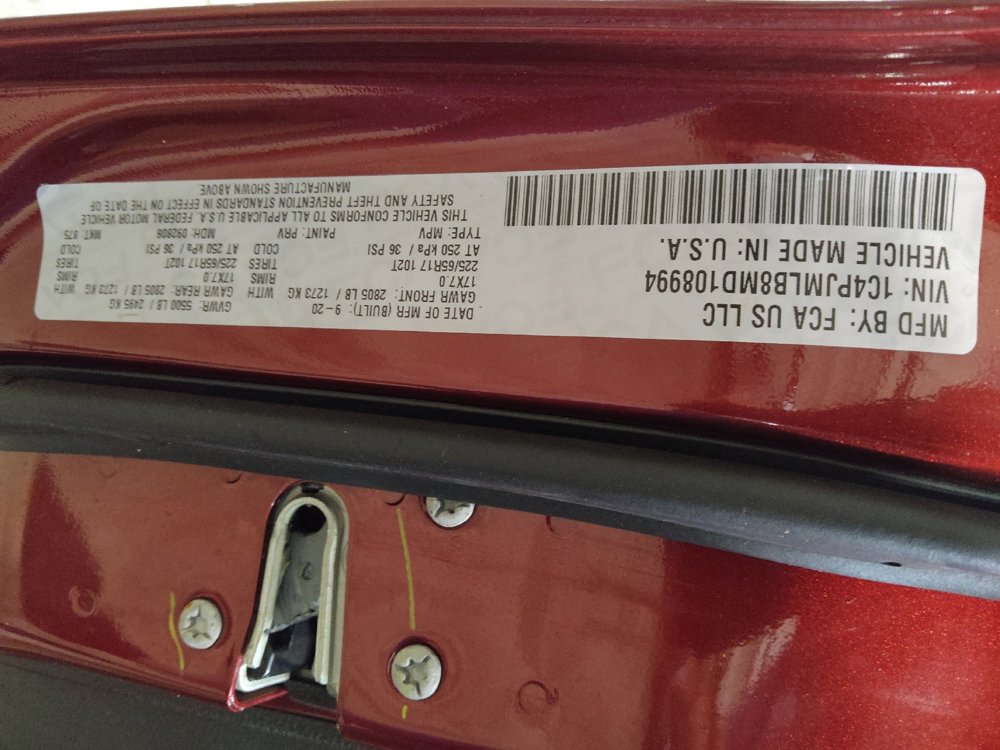 MFD BY: FCA US LLC
VIN: 1C4PJMLB8MD108994
VEHICLE MADE IN: U.S.A.
DATE OF MFR (BUILT): 9-20 GVWR: 5500 LB / 2495 KG
GAWR FRONT: 2805 LB / 1273 KG WITH GAWR REAR: 2805 LB / 1273 KG WITH
17X7.0 RIMS 17X7.0 RIMS
225/65R17 102T TIRES 225/65R17 102T TIRES
AT 250 kPa / 36 PSI COLD AT 250 kPa / 36 PSI COLD
TYPE: MPV PAINT: PRV MDH: 092806 MKT: 875
THIS VEHICLE CONFORMS TO ALL APPLICABLE U.S.A. FEDERAL MOTOR VEHICLE
SAFETY AND THEFT PREVENTION STANDARDS IN EFFECT ON THE DATE OF
MANUFACTURE SHOWN ABOVE